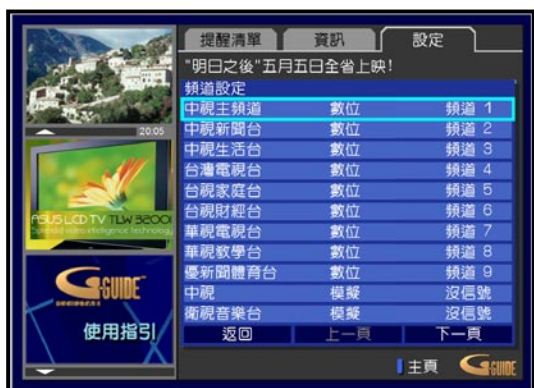 提醒清單 資訊 設定
"明日之後"五月五日全省上映!
頻道設定
中視主頻道 數位 頻道 1
中視新聞台 數位 頻道 2
中視生活台 數位 頻道 3
台灣電視台 數位 頻道 4
台視家庭台 數位 頻道 5
台視財經台 數位 頻道 6
華視電視台 數位 頻道 7
華視教學台 數位 頻道 8
優新聞體育台 數位 頻道 9
中視 模擬 沒信號
衛視音樂台 模擬 沒信號
返回 上一頁 下一頁
主頁 G-GUIDE
20:05
ASUS LCD TV TLW 32001
Splendid video intelligence technology
G-GUIDE
使用指引